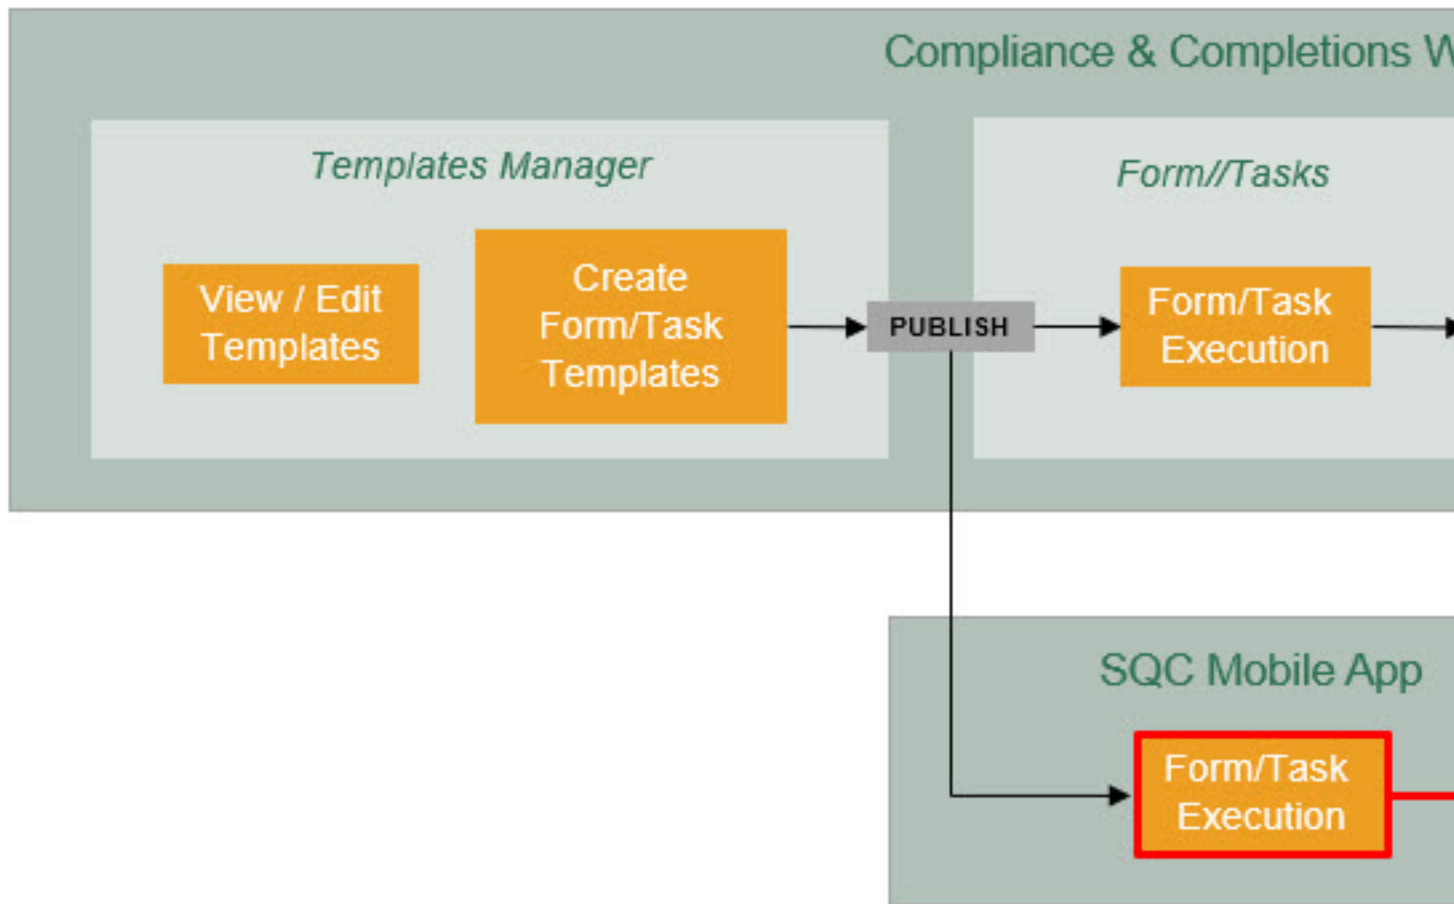 Compliance & Completions W
Templates Manager
View / Edit
Templates
Create
Form/Task
Templates
PUBLISH
Form//Tasks
Form/Task
Execution
SQC Mobile App
Form/Task
Execution